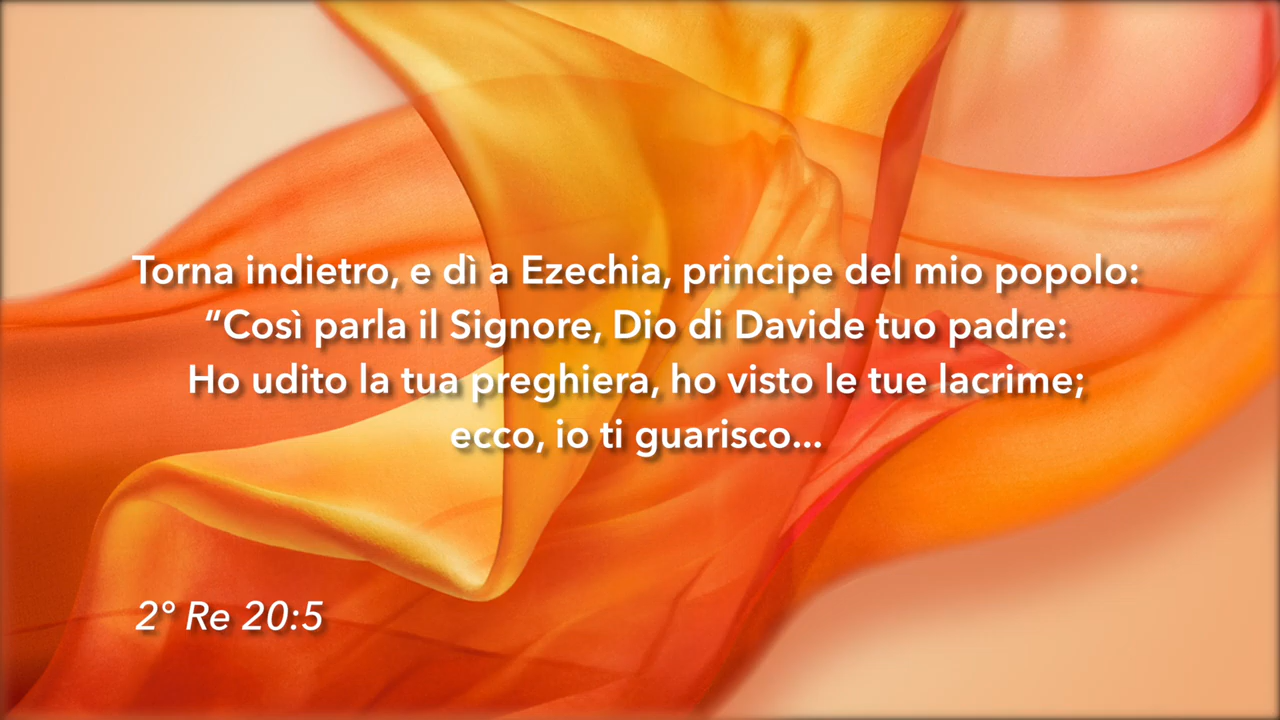 Torna indietro, e dì a Ezechia, principe del mio popolo:
“Così parla il Signore, Dio di Davide tuo padre:
Ho udito la tua preghiera, ho visto le tue lacrime;
ecco, io ti guarisco...
2° Re 20:5